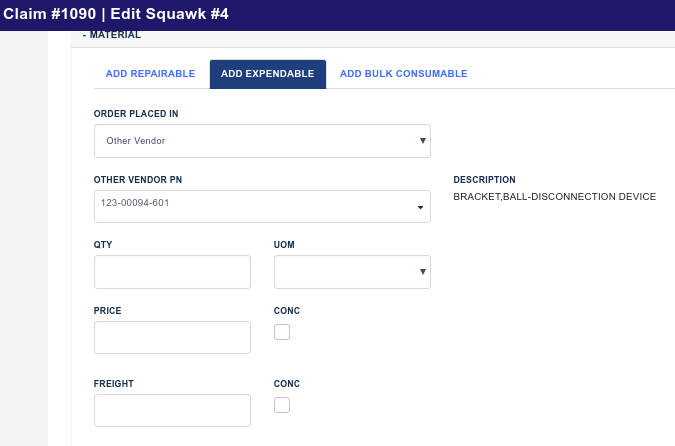 Claim #1090 | Edit Squawk #4
- MATERIAL
ADD REPAIRABLE ADD EXPENDABLE ADD BULK CONSUMABLE
ORDER PLACED IN
Other Vendor
OTHER VENDOR PN DESCRIPTION
123-00094-601 BRACKET,BALL-DISCONNECTION DEVICE
QTY UOM
PRICE CONC
FREIGHT CONC